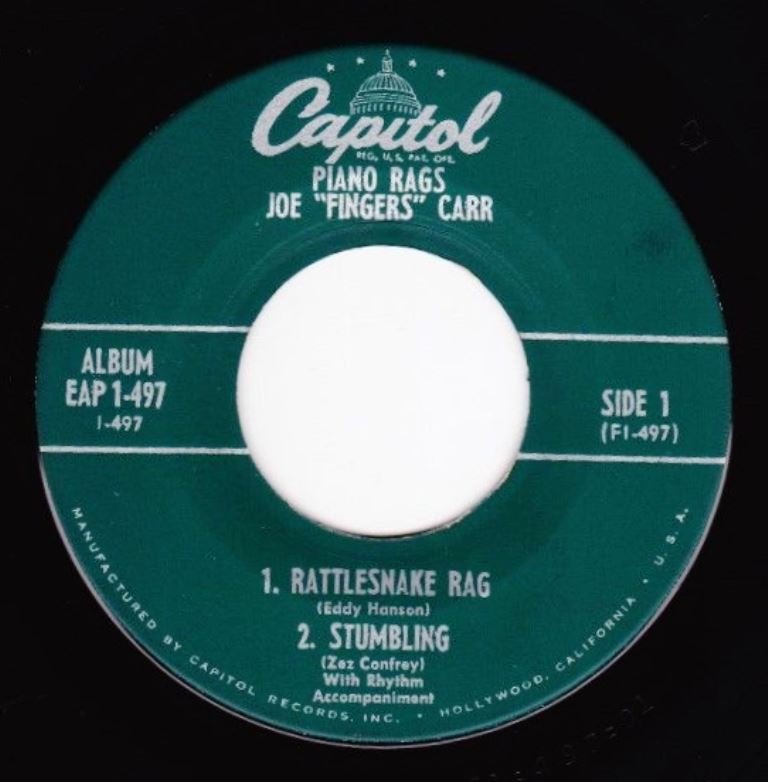 Capitol
REG. U.S. PAT. OFF.
PIANO RAGS
JOE "FINGERS" CARR
ALBUM
EAP 1-497
1-497
SIDE 1
(F1-497)
1. RATTLESNAKE RAG
(Eddy Hanson)
2. STUMBLING
(Zez Confrey)
With Rhythm
Accompaniment
MANUFACTURED BY CAPITOL RECORDS, INC. • HOLLYWOOD, CALIFORNIA • U. S. A.